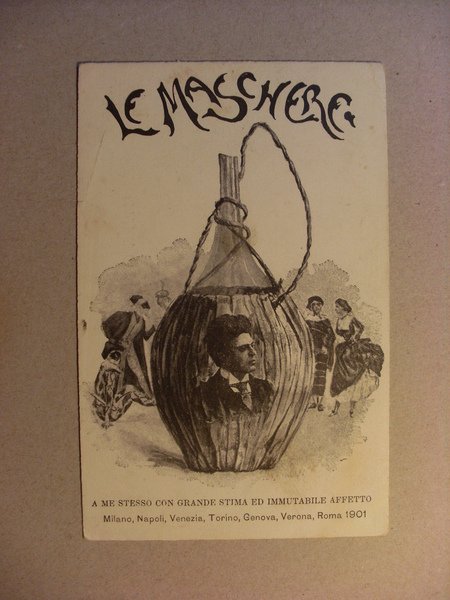 LE MASCHERE.
A ME STESSO CON GRANDE STIMA ED IMMUTABILE AFFETTO
Milano, Napoli, Venezia, Torino, Genova, Verona, Roma 1901